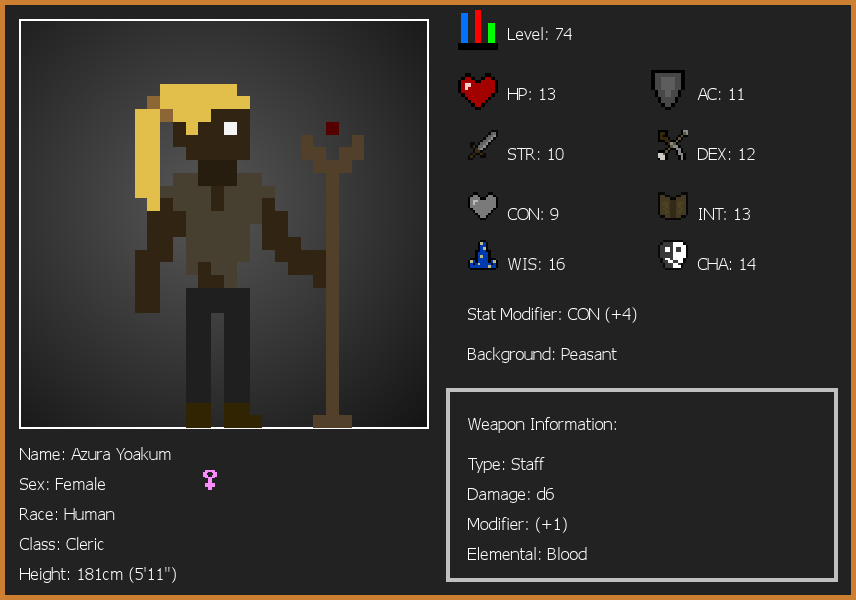 Level: 74
HP: 13
AC: 11
STR: 10
DEX: 12
CON: 9
INT: 13
WIS: 16
CHA: 14
Stat Modifier: CON (+4)
Background: Peasant
Weapon Information:
Type: Staff
Damage: d6
Modifier: (+1)
Elemental: Blood
Name: Azura Yoakum
Sex: Female
Race: Human
Class: Cleric
Height: 181cm (5'11")